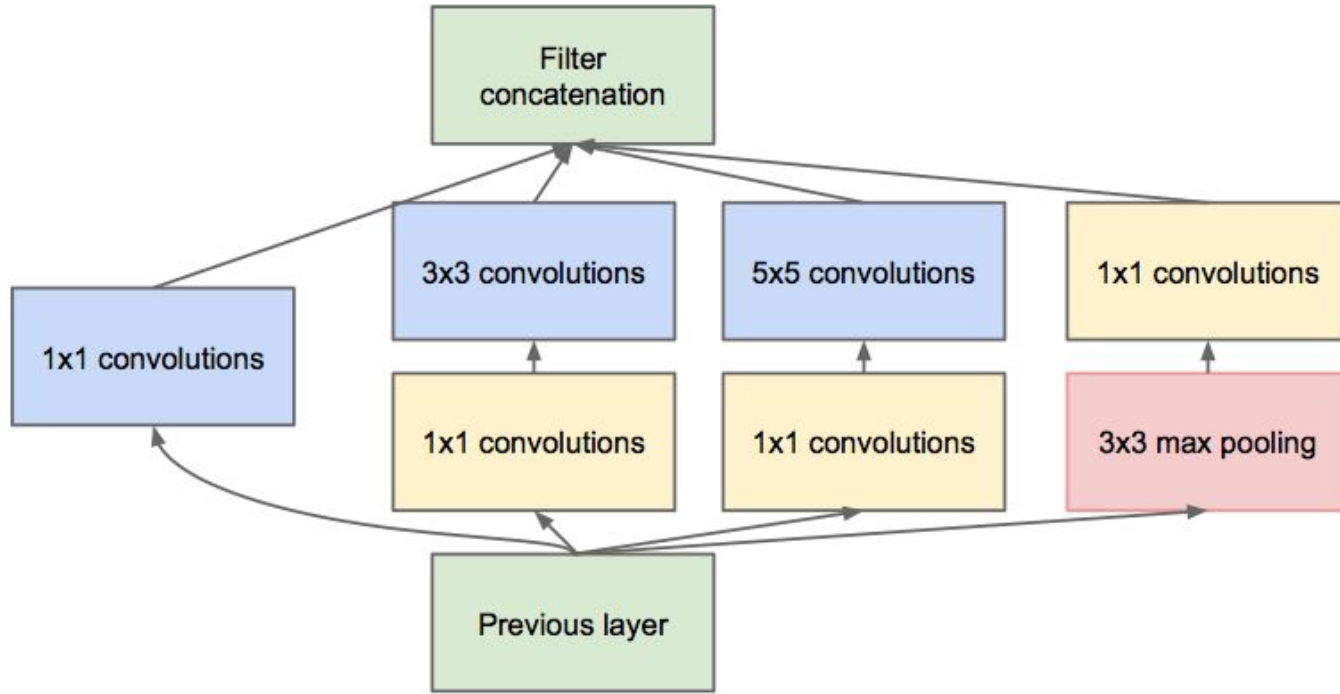 Filter
concatenation
3x3 convolutions
5x5 convolutions
1x1 convolutions
1x1 convolutions
1x1 convolutions
1x1 convolutions
3x3 max pooling
Previous layer